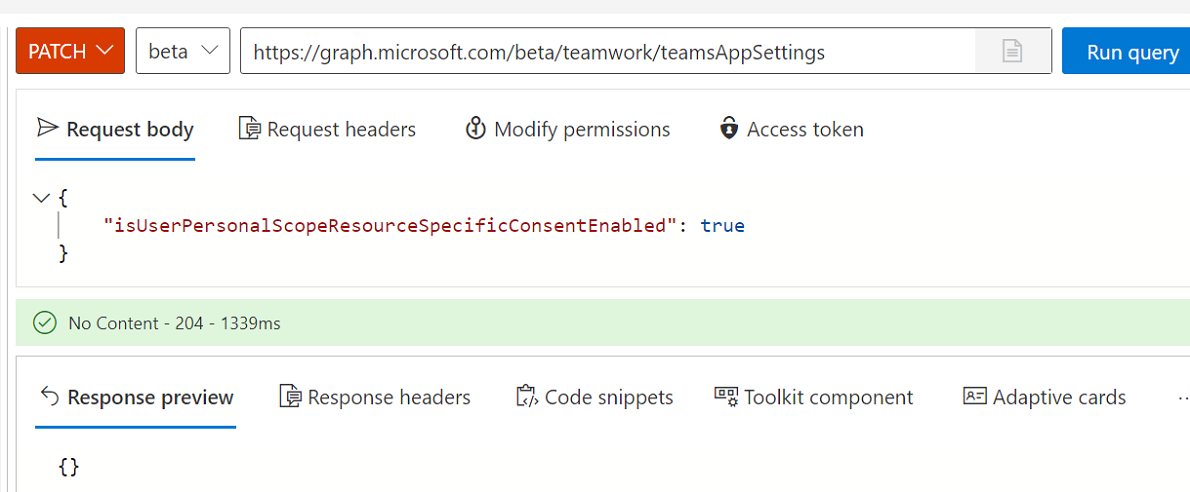 PATCH beta https://graph.microsoft.com/beta/teamwork/teamsAppSettings Run query
Request body Request headers Modify permissions Access token
{
"isUserPersonalScopeResourceSpecificConsentEnabled": true
}
No Content - 204 - 1339ms
Response preview Response headers Code snippets Toolkit component Adaptive cards ...
{}